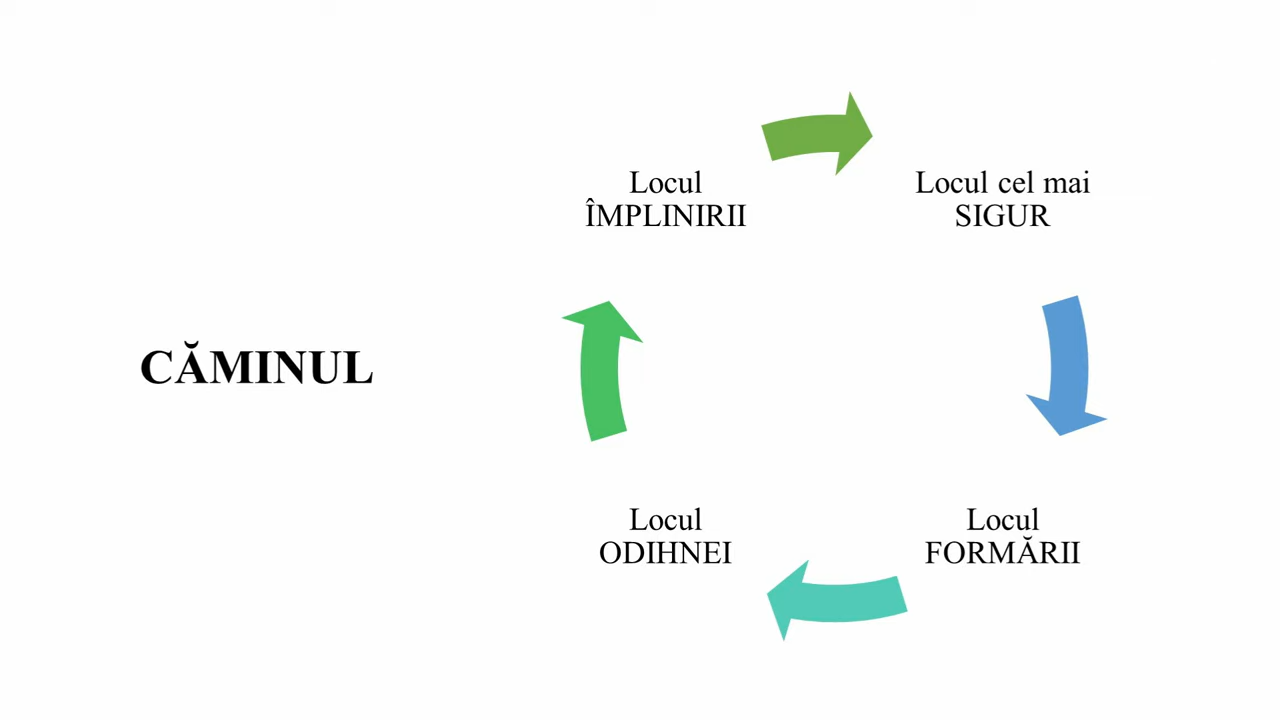 CĂMINUL
Locul
ÎMPLINIRII
Locul cel mai
SIGUR
Locul
FORMĂRII
Locul
ODIHNEI